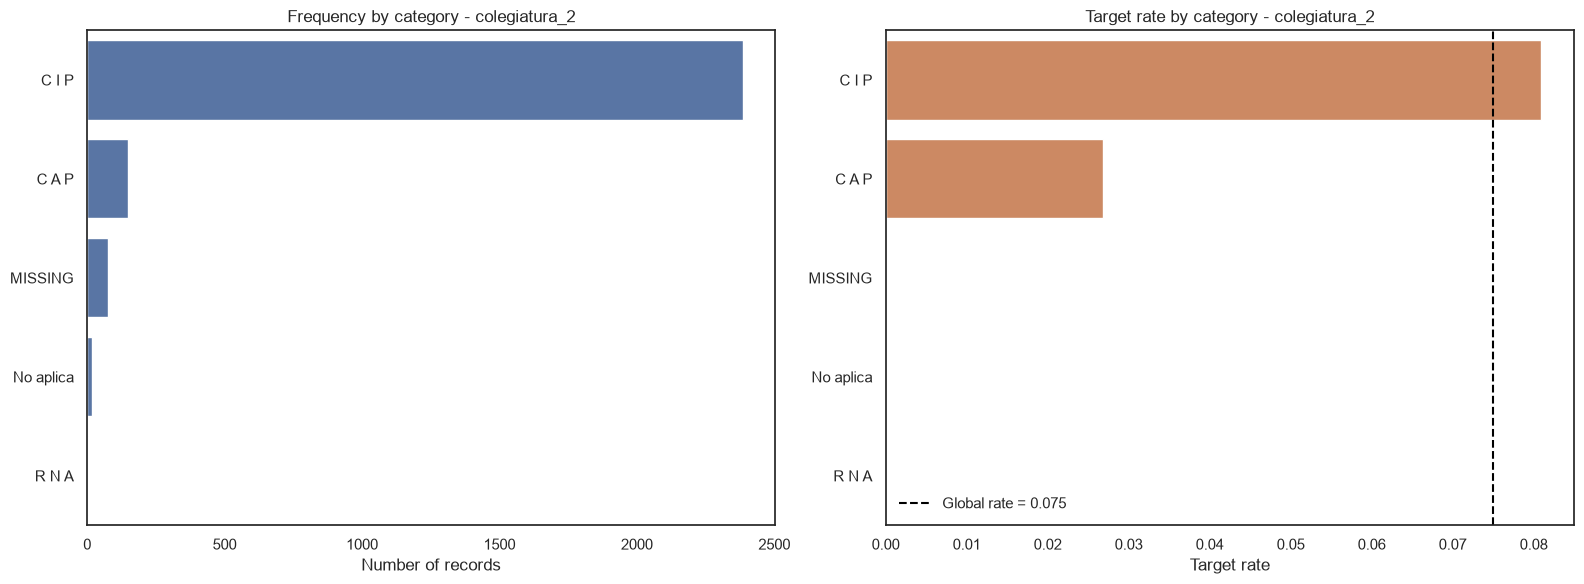 Frequency by category - colegiatura_2
C I P
C A P
MISSING
No aplica
R N A
0 500 1000 1500 2000 2500
Number of records
Target rate by category - colegiatura_2
C I P
C A P
MISSING
No aplica
R N A
Global rate = 0.075
0.00 0.01 0.02 0.03 0.04 0.05 0.06 0.07 0.08
Target rate